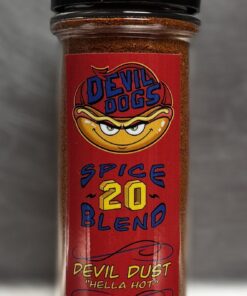 DEVIL
DOGS
SPICE
20
BLEND
DEVIL DUST
"HELLA HOT"